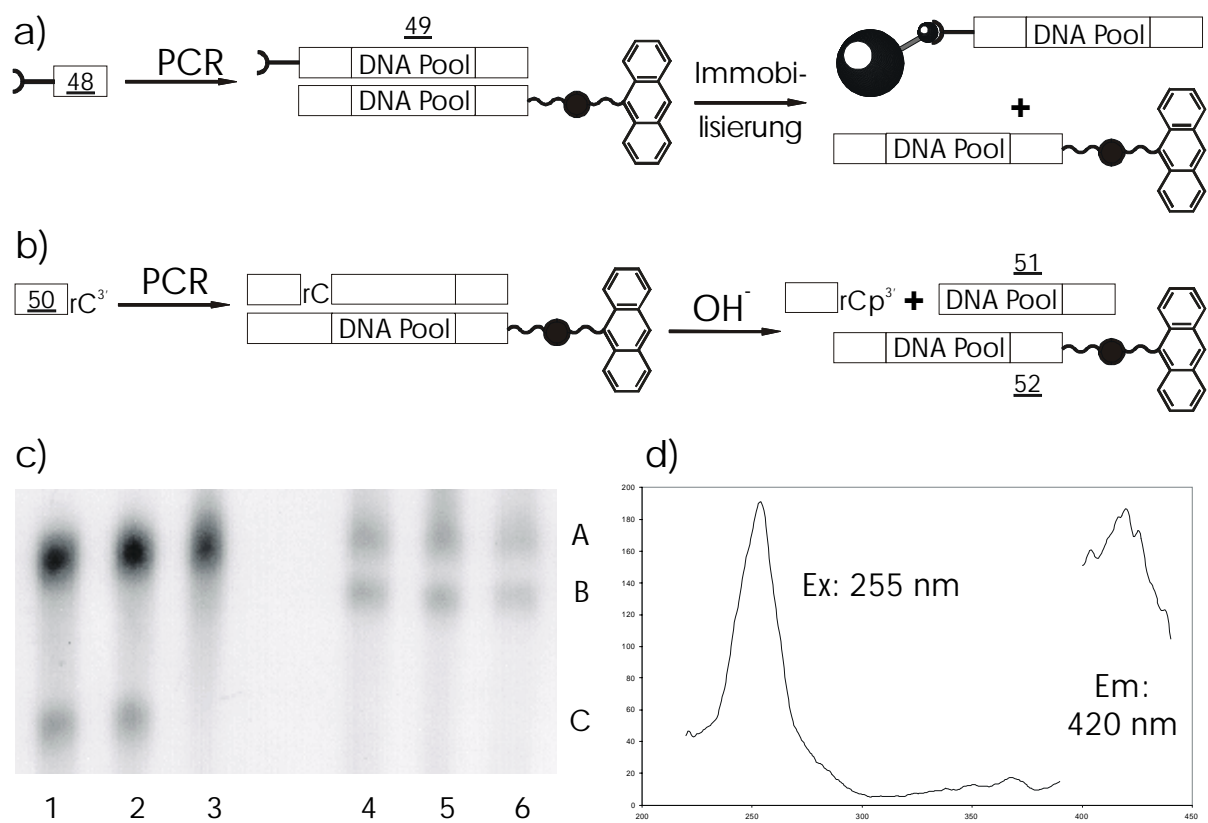 a)
48
PCR
49
DNA Pool
DNA Pool
Immobi-
lisierung
DNA Pool
+
DNA Pool
b)
50 rC3'
PCR
rC
DNA Pool
OH-
rCp3' +
51
DNA Pool
DNA Pool
52
c)
A
B
C
1 2 3 4 5 6
d)
200
180
160
140
120
100
80
60
40
20
0
200 250 300 350 400 450
Ex: 255 nm
Em:
420 nm